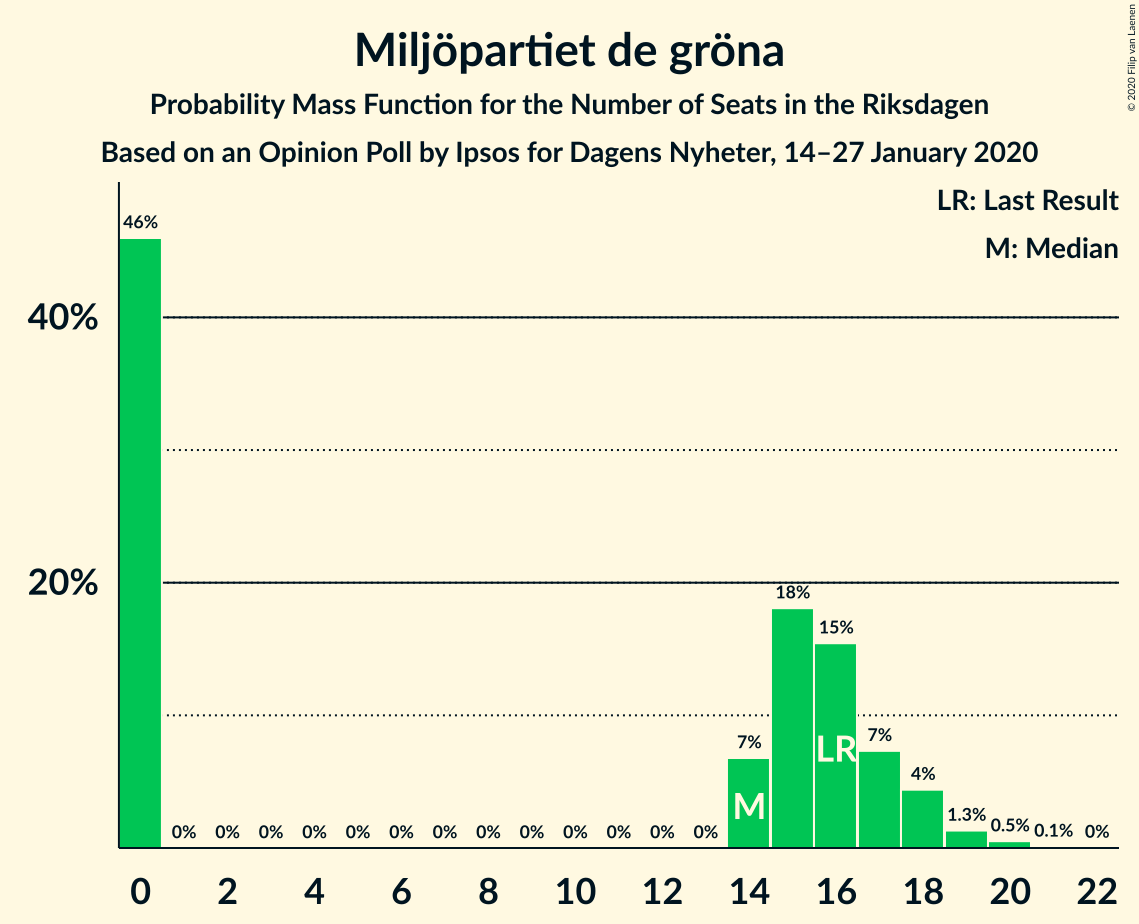 Miljöpartiet de gröna
Probability Mass Function for the Number of Seats in the Riksdagen
Based on an Opinion Poll by Ipsos for Dagens Nyheter, 14–27 January 2020
© 2020 Filip van Laenen
LR: Last Result
M: Median
46%
40%
20%
18%
15%
7%
7%
4%
1.3%
0.5%
0.1%
0%
0% 0% 0% 0% 0% 0% 0% 0% 0% 0% 0% 0% 0%
LR
M
0 2 4 6 8 10 12 14 16 18 20 22